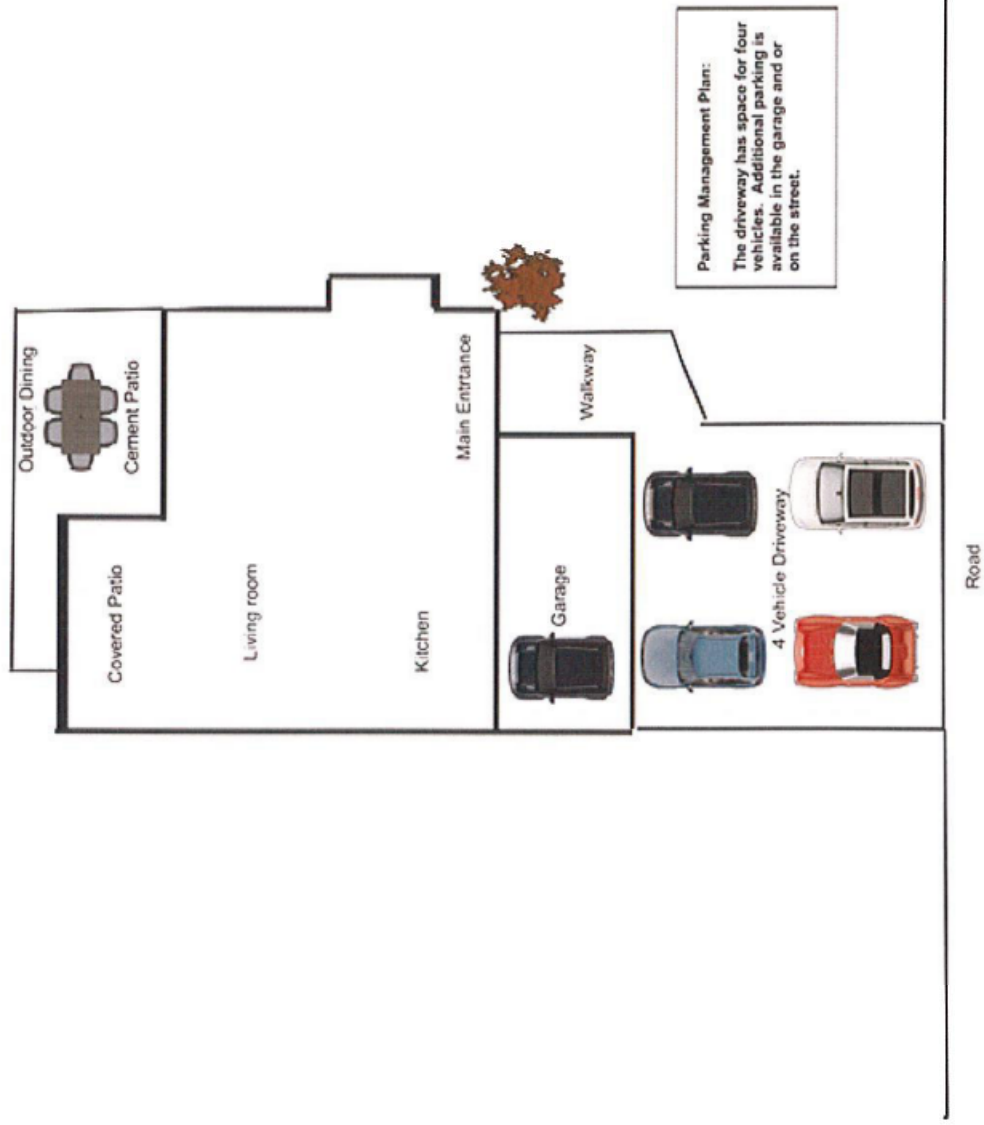 Outdoor Dining
Cement Patio
Covered Patio
Living room
Kitchen
Main Entrtance
Garage
Walkway
4 Vehicle Driveway
Road
Parking Management Plan:
The driveway has space for four
vehicles. Additional parking is
available in the garage and or
on the street.